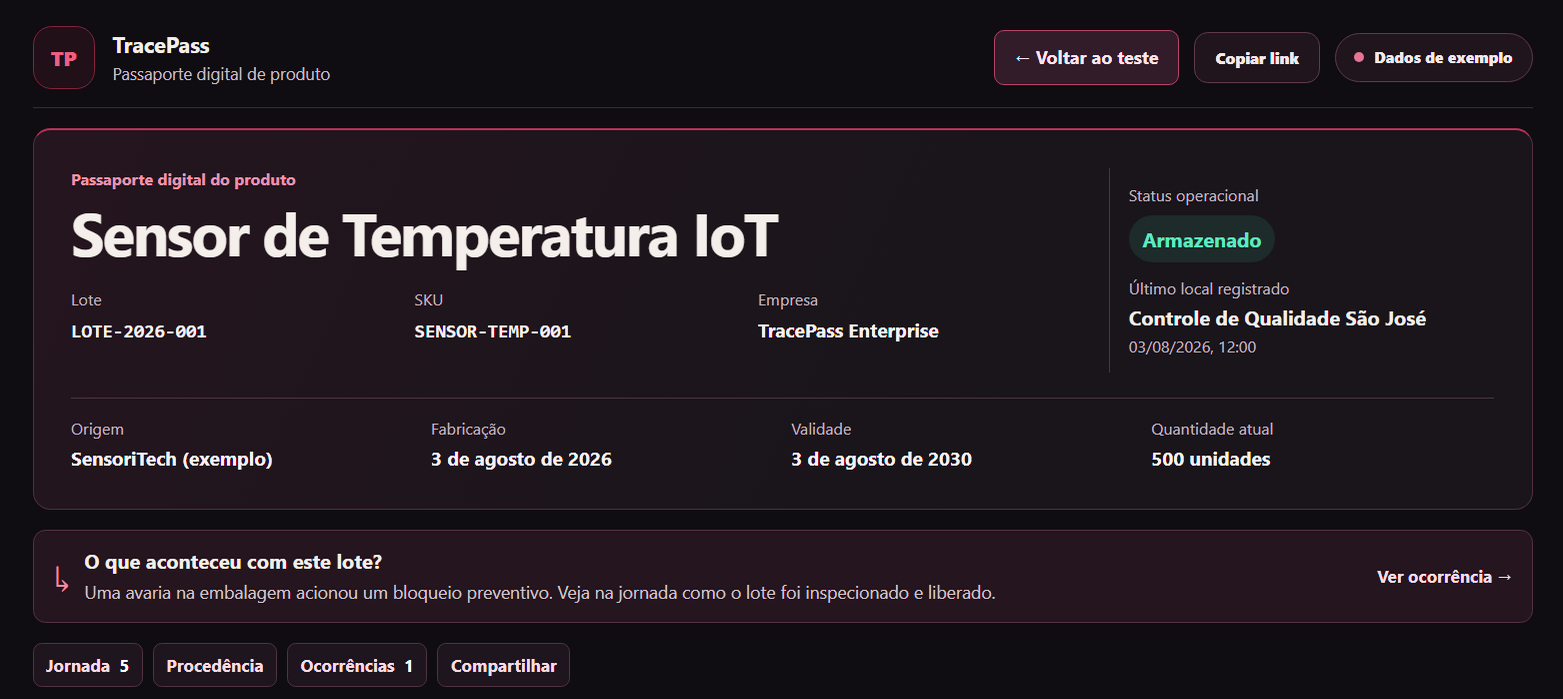 TP
TracePass
Passaporte digital de produto
← Voltar ao teste
Copiar link
Dados de exemplo
Passaporte digital do produto
Sensor de Temperatura IoT
Lote
LOTE-2026-001
SKU
SENSOR-TEMP-001
Empresa
TracePass Enterprise
Status operacional
Armazenado
Último local registrado
Controle de Qualidade São José
03/08/2026, 12:00
Origem
SensoriTech (exemplo)
Fabricação
3 de agosto de 2026
Validade
3 de agosto de 2030
Quantidade atual
500 unidades
O que aconteceu com este lote?
Uma avaria na embalagem acionou um bloqueio preventivo. Veja na jornada como o lote foi inspecionado e liberado.
Ver ocorrência →
Jornada 5
Procedência
Ocorrências 1
Compartilhar